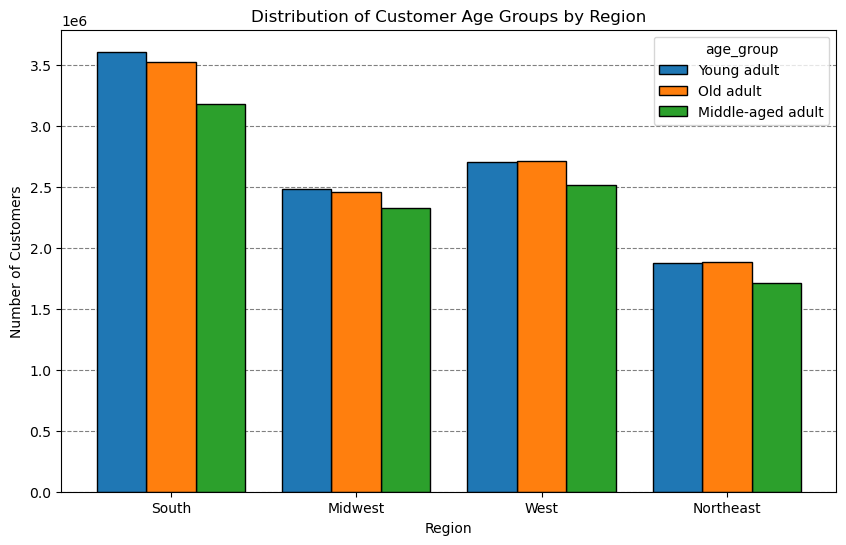 Distribution of Customer Age Groups by Region
1e6
age_group
Young adult
Old adult
Middle-aged adult
3.5
3.0
2.5
2.0
1.5
1.0
0.5
0.0
Number of Customers
South Midwest West Northeast
Region